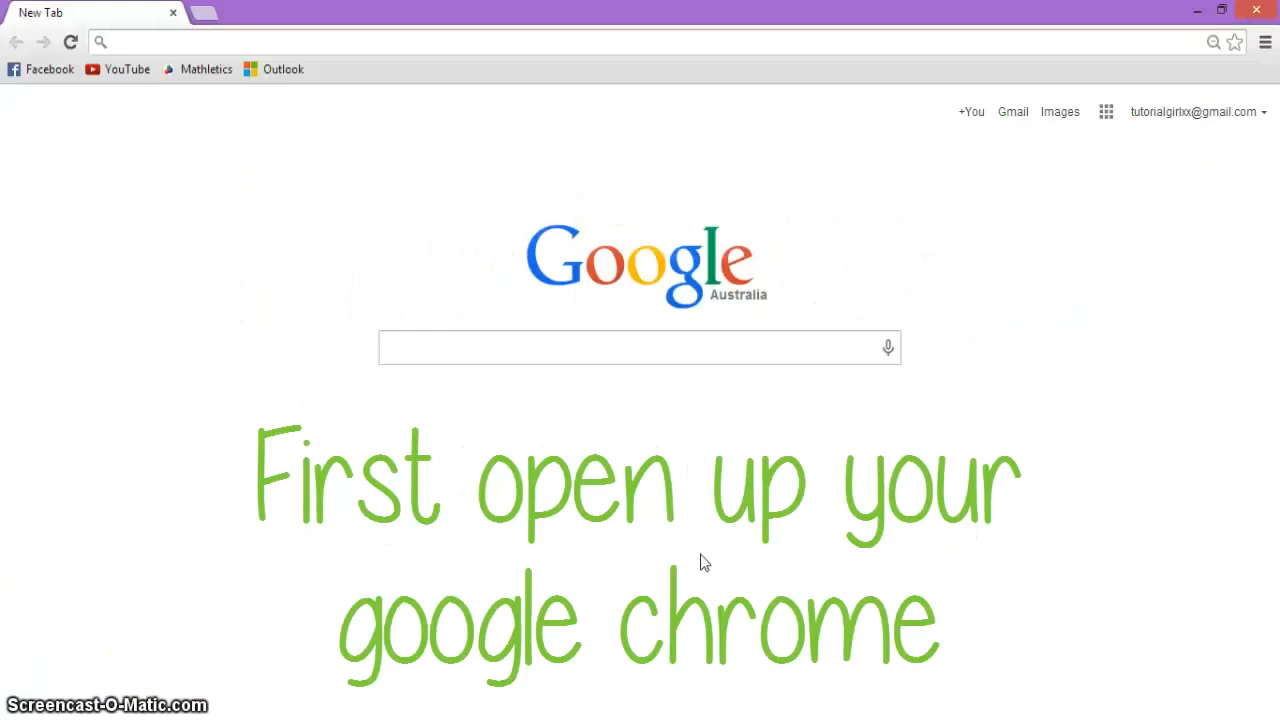 New Tab
Facebook YouTube Mathletics Outlook
+You Gmail Images tutorialgirlxx@gmail.com
Google
Australia
First open up your
google chrome
Screencast-O-Matic.com